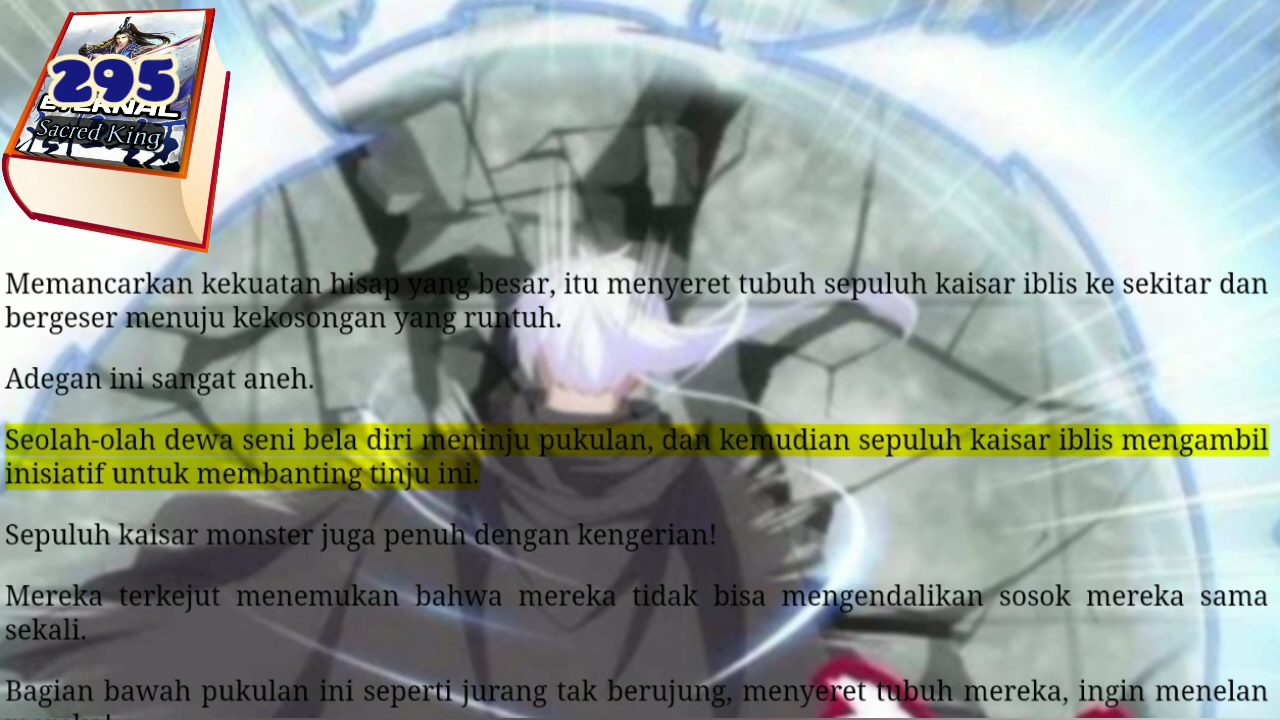 295
ETERNAL
Sacred King
Memancarkan kekuatan hisap yang besar, itu menyeret tubuh sepuluh kaisar iblis ke sekitar dan
bergeser menuju kekosongan yang runtuh.
Adegan ini sangat aneh.
Seolah-olah dewa seni bela diri meninju pukulan, dan kemudian sepuluh kaisar iblis mengambil
inisiatif untuk membanting tinju ini.
Sepuluh kaisar monster juga penuh dengan kengerian!
Mereka terkejut menemukan bahwa mereka tidak bisa mengendalikan sosok mereka sama
sekali.
Bagian bawah pukulan ini seperti jurang tak berujung, menyeret tubuh mereka, ingin menelan